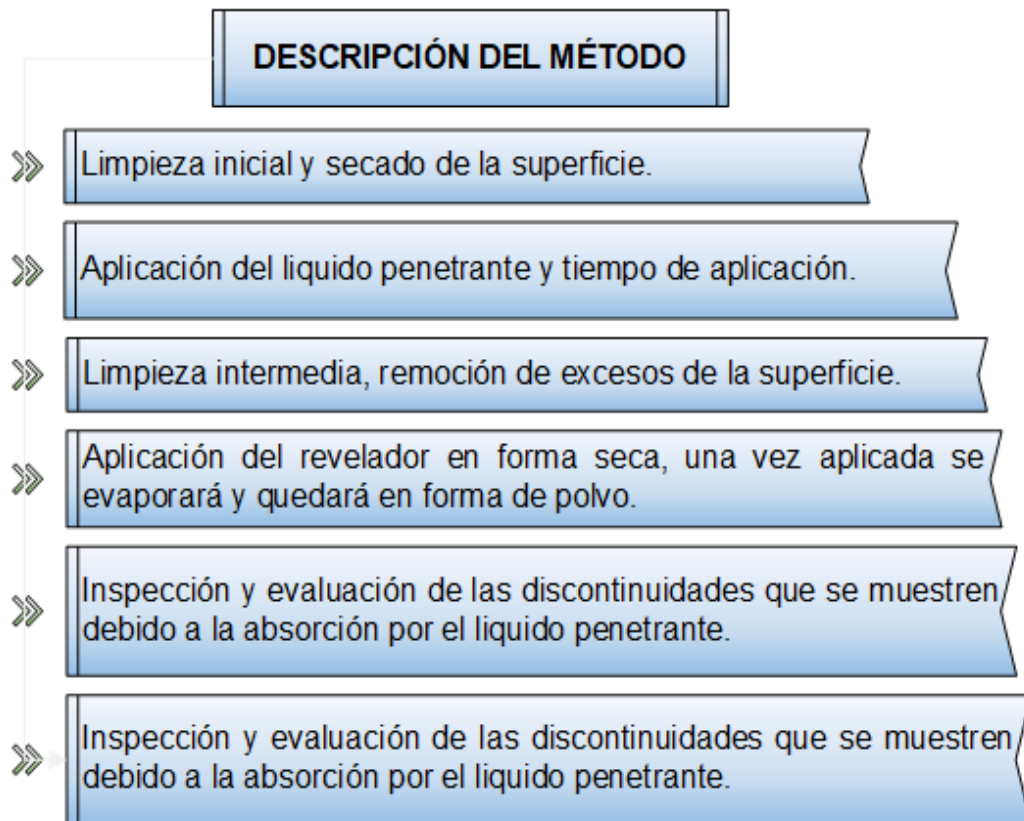 DESCRIPCIÓN DEL MÉTODO
Limpieza inicial y secado de la superficie.
Aplicación del liquido penetrante y tiempo de aplicación.
Limpieza intermedia, remoción de excesos de la superficie.
Aplicación del revelador en forma seca, una vez aplicada se
evaporará y quedará en forma de polvo.
Inspección y evaluación de las discontinuidades que se muestren
debido a la absorción por el liquido penetrante.
Inspección y evaluación de las discontinuidades que se muestren
debido a la absorción por el liquido penetrante.